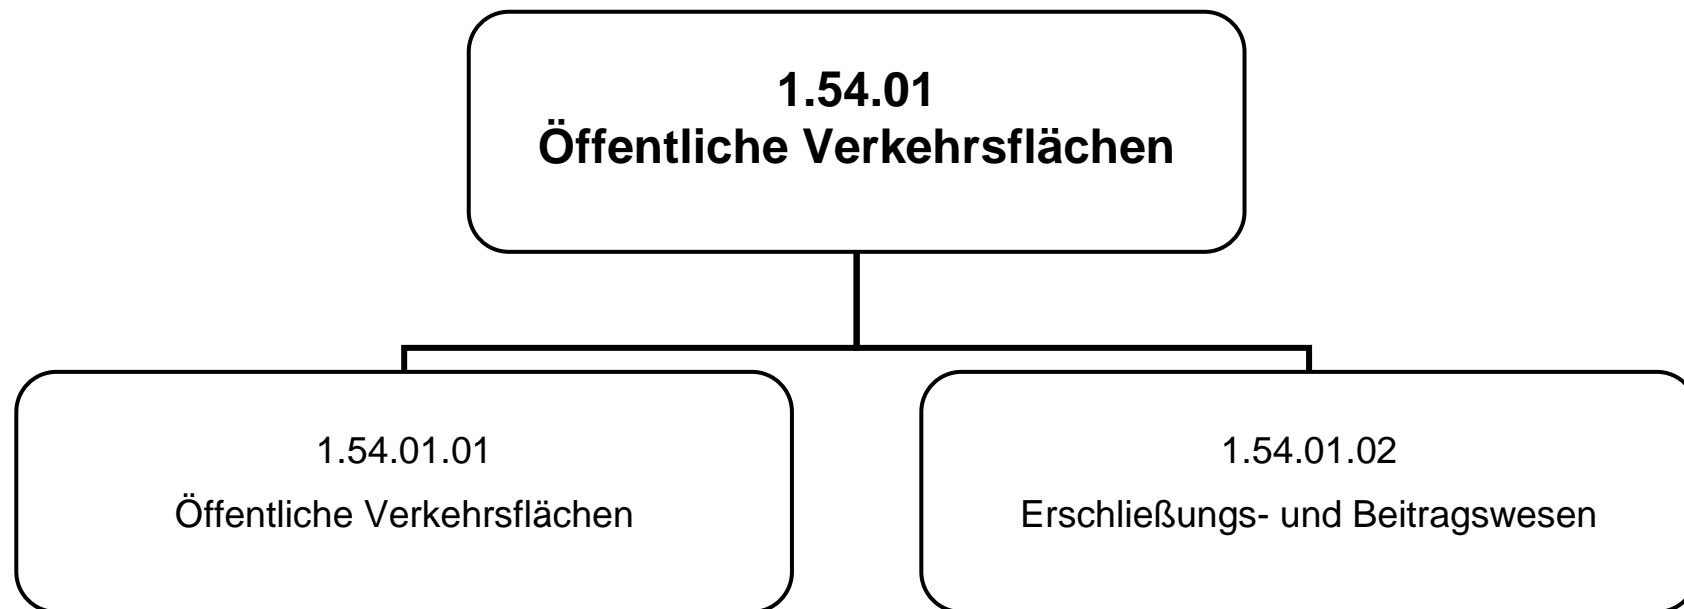 1.54.01
Öffentliche Verkehrsflächen
1.54.01.01
Öffentliche Verkehrsflächen
1.54.01.02
Erschließungs- und Beitragswesen